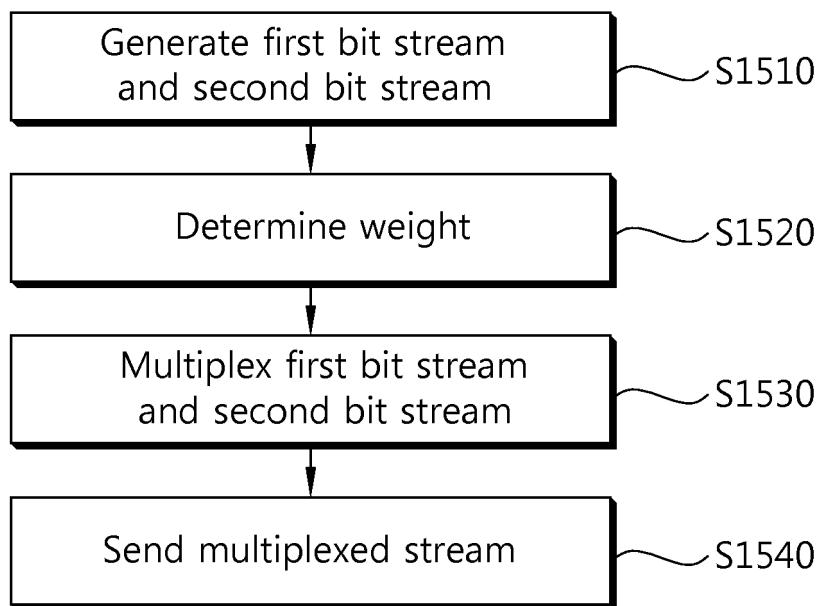 Generate first bit stream
and second bit stream
S1510
Determine weight
S1520
Multiplex first bit stream
and second bit stream
S1530
Send multiplexed stream
S1540